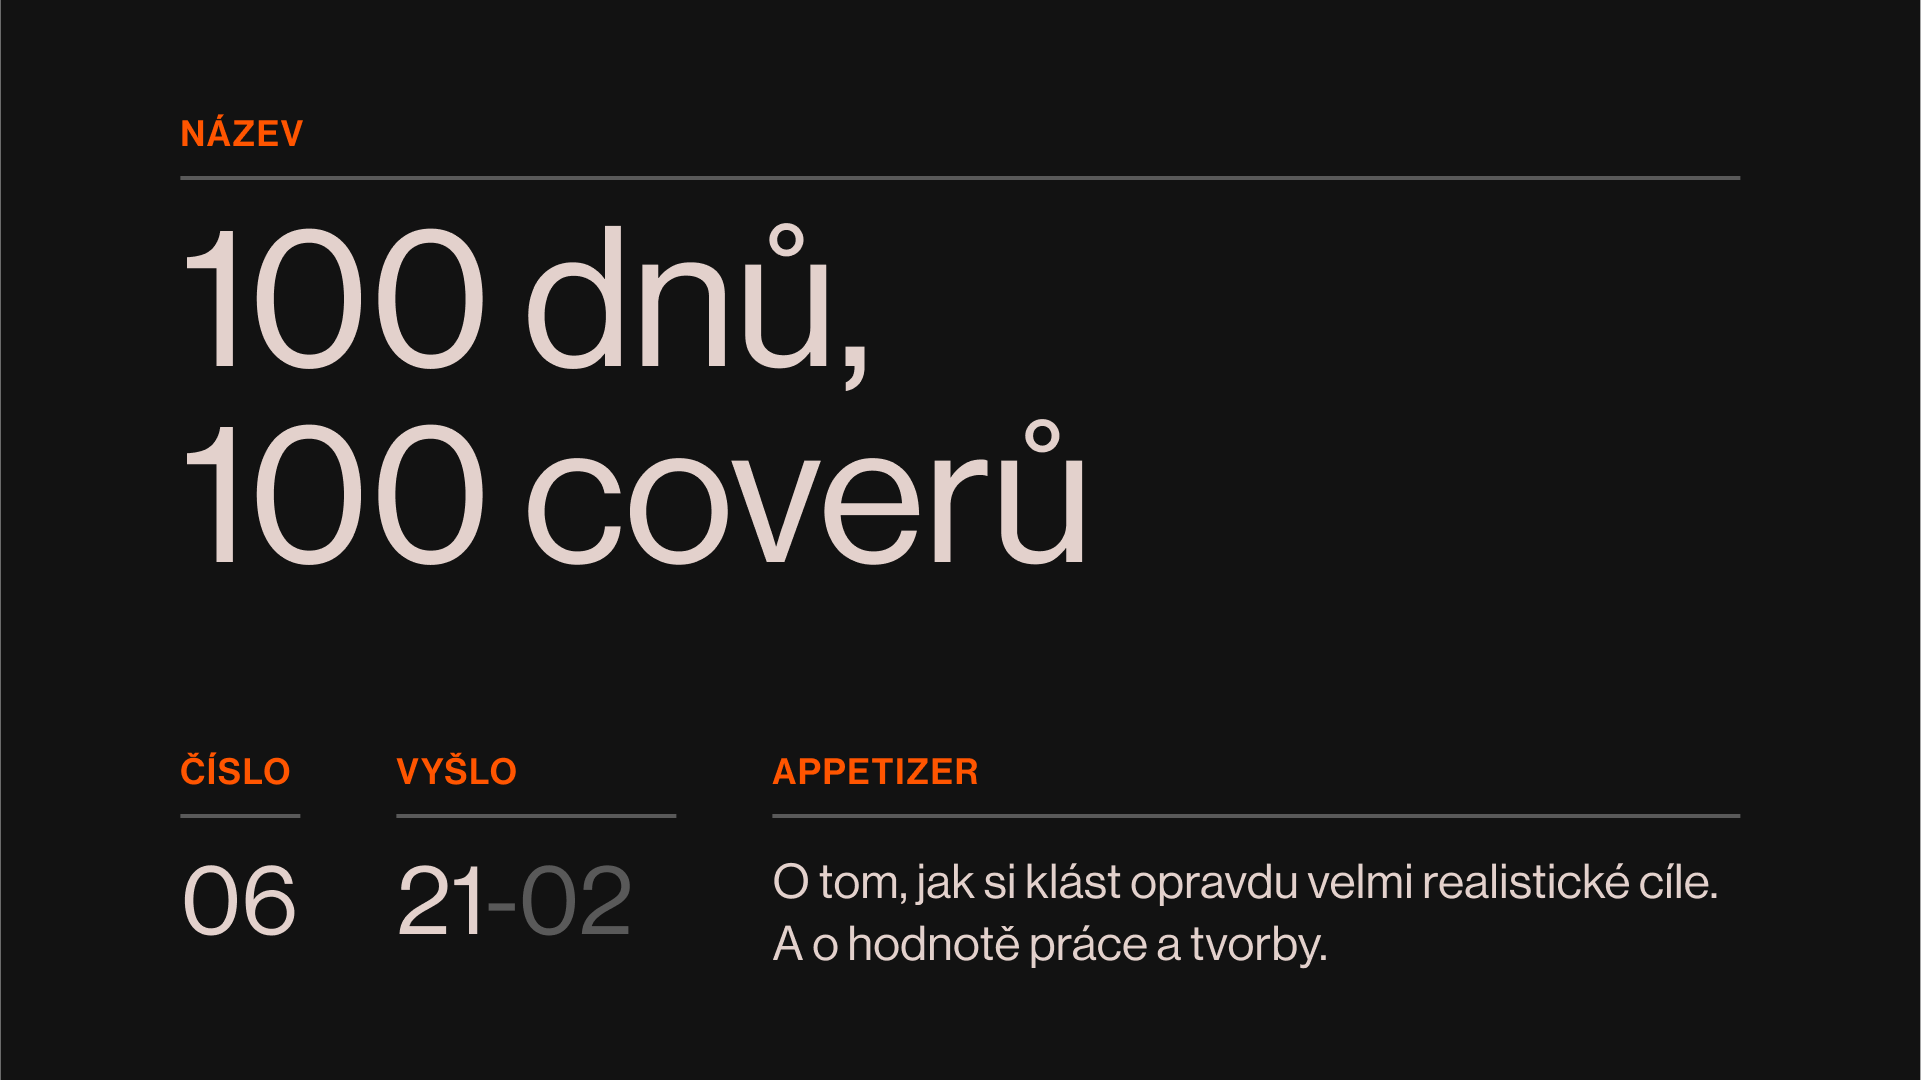 NÁZEV
100 dnů,
100 coverů
ČÍSLO
06
VYŠLO
21-02
APPETIZER
O tom, jak si klást opravdu velmi realistické cíle.
A o hodnotě práce a tvorby.